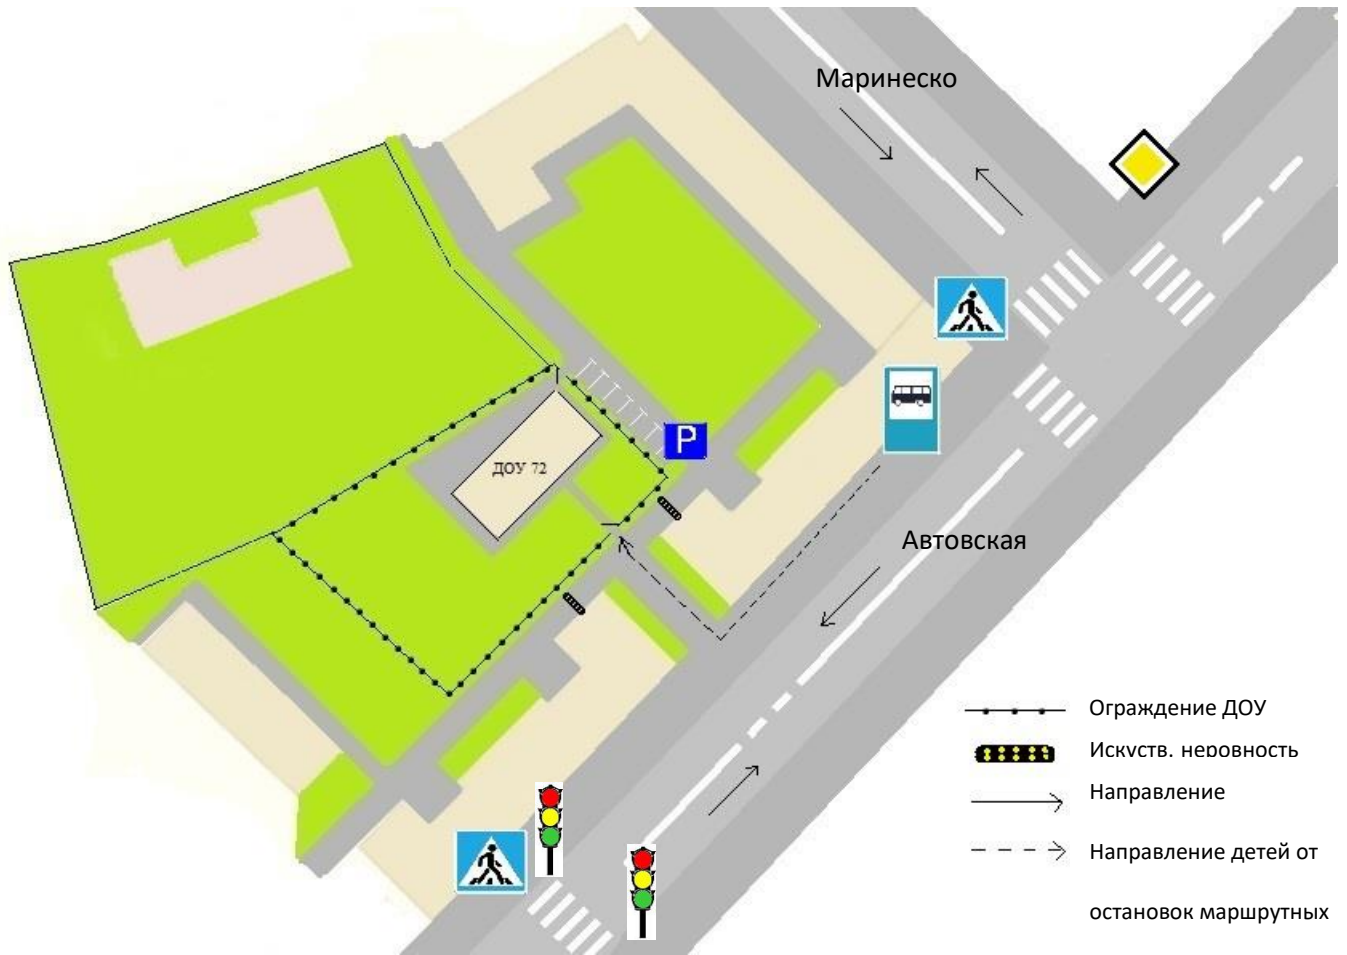 Маринеско
P
ДОУ 72
Автовская
Ограждение ДОУ
Искуств. неровность
Направление
Направление детей от
остановок маршрутных